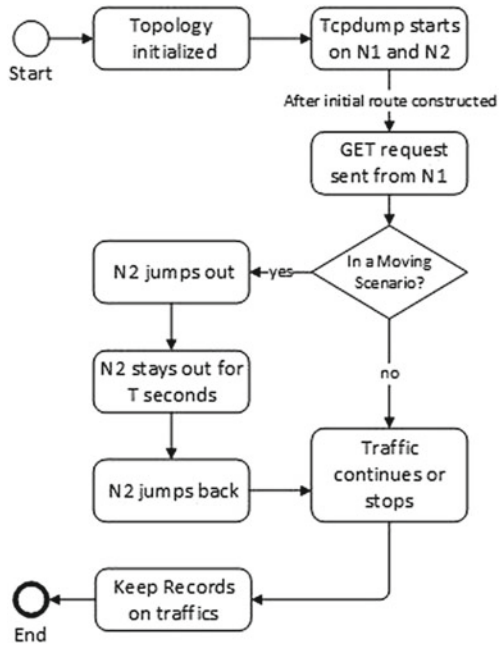 Start
Topology
initialized
Tcpdump starts
on N1 and N2
After initial route constructed
GET request
sent from N1
In a Moving
Scenario?
yes
N2 jumps out
N2 stays out for
T seconds
N2 jumps back
no
Traffic
continues or
stops
Keep Records
on traffics
End